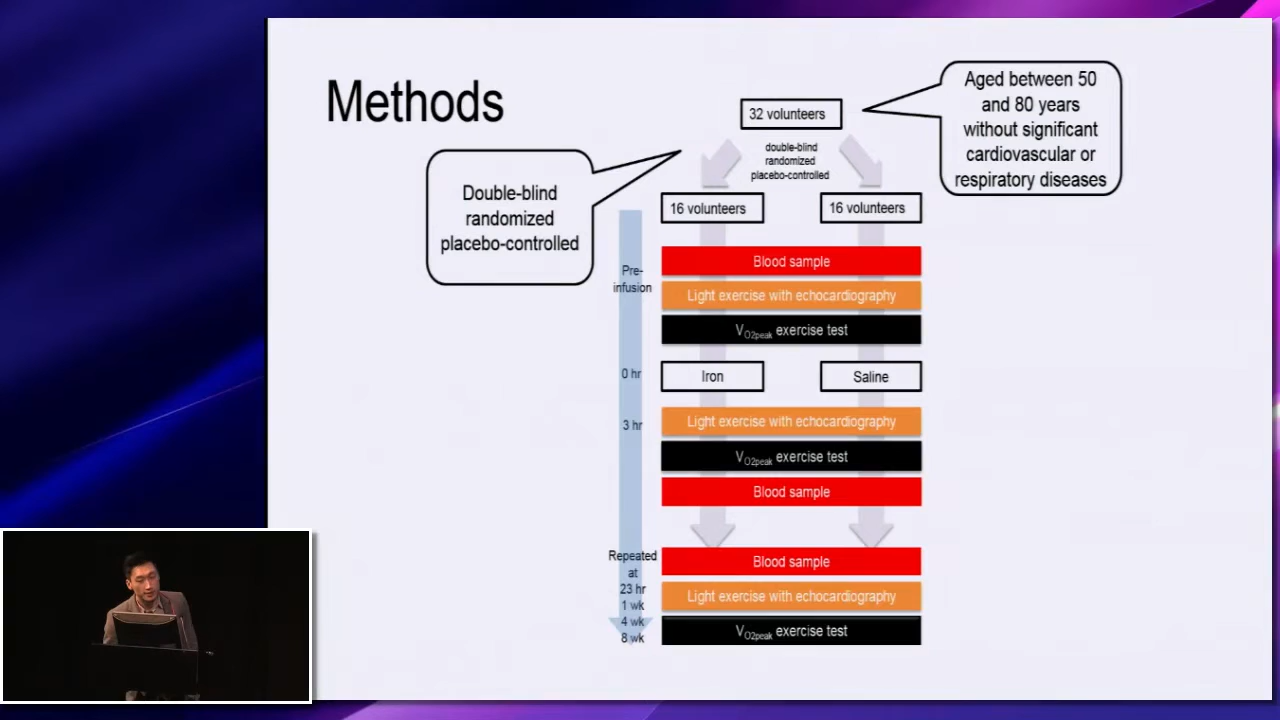 Methods
32 volunteers
Aged between 50
and 80 years
without significant
cardiovascular or
respiratory diseases
double-blind
randomized
placebo-controlled
Double-blind
randomized
placebo-controlled
16 volunteers
16 volunteers
Pre-
infusion
Blood sample
Light exercise with echocardiography
VO2peak exercise test
0 hr
Iron
Saline
3 hr
Light exercise with echocardiography
VO2peak exercise test
Blood sample
Repeated
at
23 hr
1 wk
4 wk
8 wk
Blood sample
Light exercise with echocardiography
VO2peak exercise test